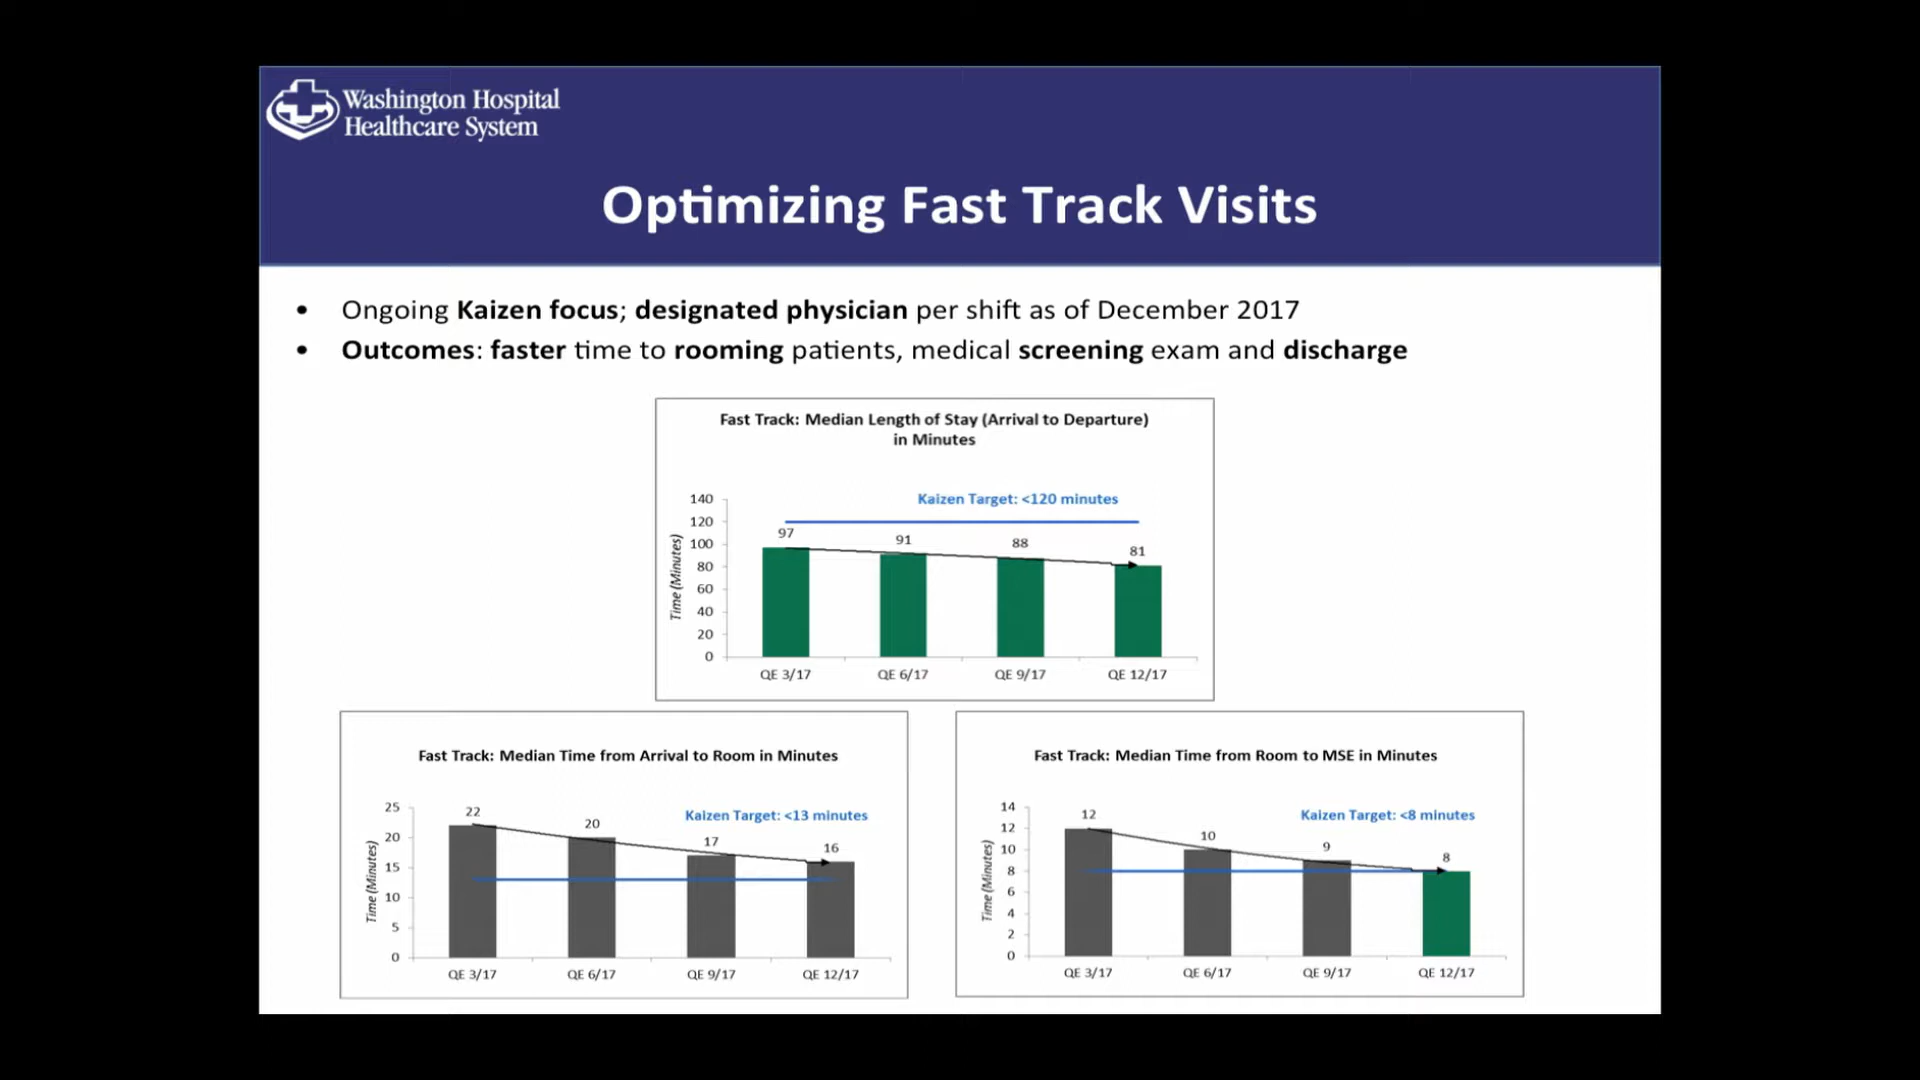 Washington Hospital
Healthcare System
Optimizing Fast Track Visits
• Ongoing Kaizen focus; designated physician per shift as of December 2017
• Outcomes: faster time to rooming patients, medical screening exam and discharge
Fast Track: Median Length of Stay (Arrival to Departure)
in Minutes
Kaizen Target: <120 minutes
Time (Minutes)
140
120
100
80
60
40
20
0
97
91
88
81
QE 3/17
QE 6/17
QE 9/17
QE 12/17
Fast Track: Median Time from Arrival to Room in Minutes
Kaizen Target: <13 minutes
Time (Minutes)
25
20
15
10
5
0
22
20
17
16
QE 3/17
QE 6/17
QE 9/17
QE 12/17
Fast Track: Median Time from Room to MSE in Minutes
Kaizen Target: <8 minutes
Time (Minutes)
14
12
10
8
6
4
2
0
12
10
9
8
QE 3/17
QE 6/17
QE 9/17
QE 12/17